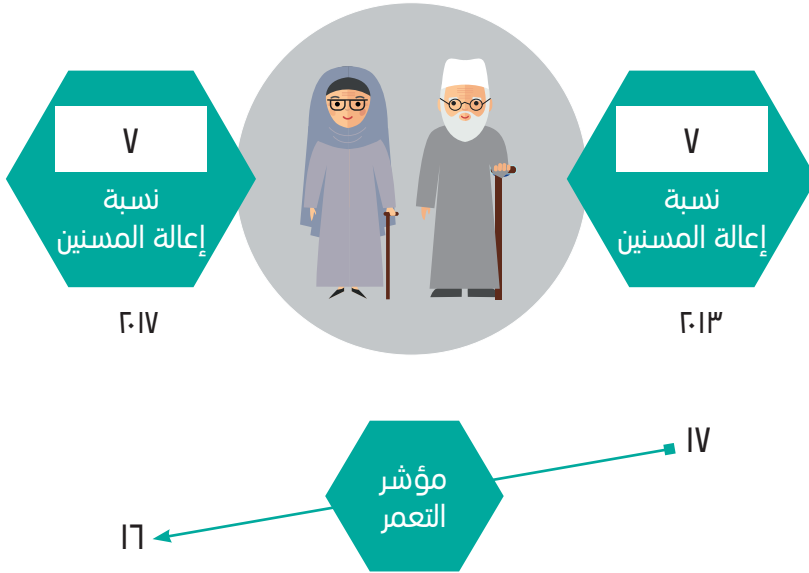 ٧
نسبة
إعالة المسنين
٢٠١٣
٧
نسبة
إعالة المسنين
٢٠١٧
١٧
مؤشر
التعمر
١٦